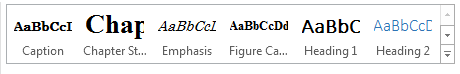 AaBbCcI Chap AaBbCcI AaBbCcDd AaBbC AaBbCcD
Caption Chapter St... Emphasis Figure Ca... Heading 1 Heading 2